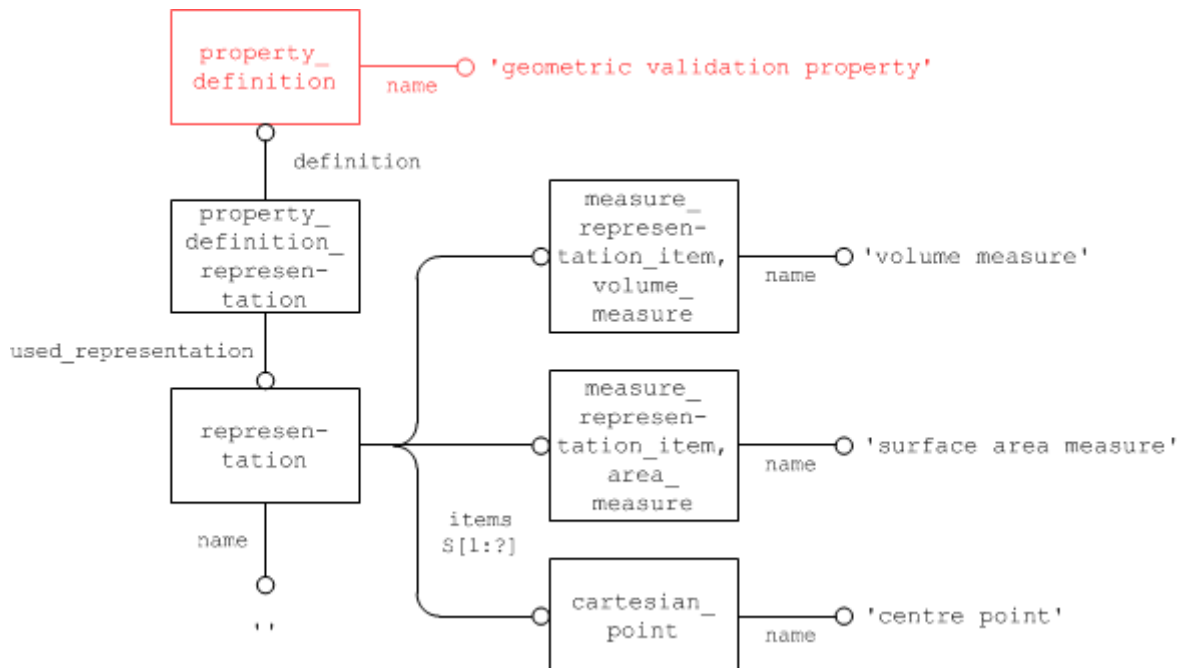 property_
definition
name
'geometric validation property'
definition
property_
definition_
represen-
tation
used_representation
represen-
tation
name
''
items
S[1:?]
measure_
represen-
tation_item,
volume_
measure
name
'volume measure'
measure_
represen-
tation_item,
area_
measure
name
'surface area measure'
cartesian_
point
name
'centre point'